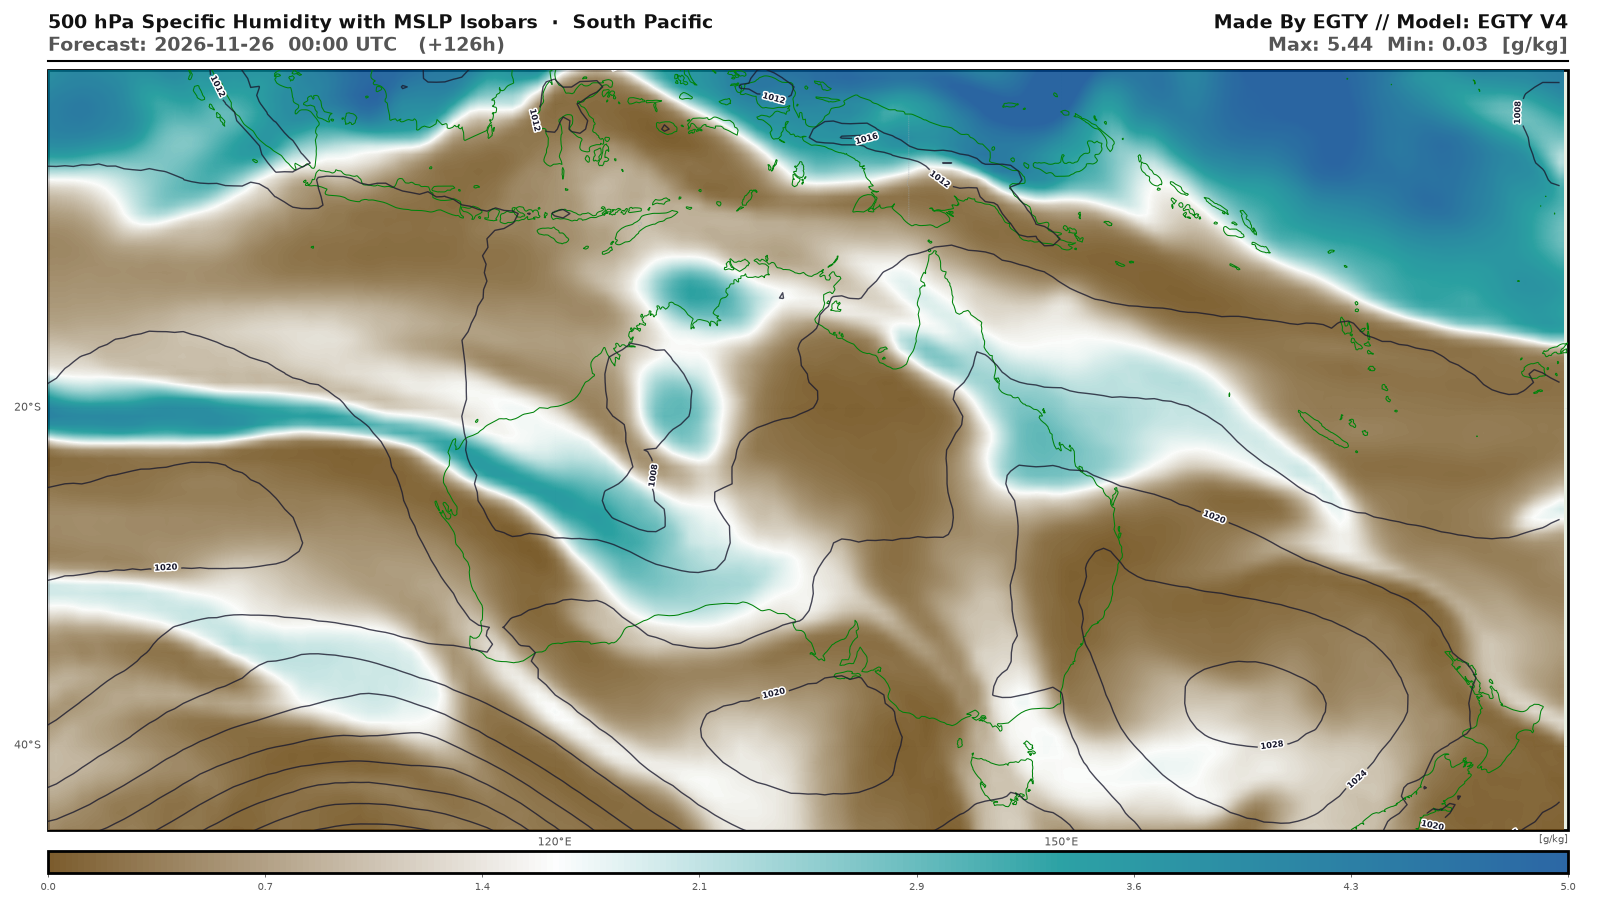 500 hPa Specific Humidity with MSLP Isobars · South Pacific
Made By EGTY // Model: EGTY V4
Forecast: 2026-11-26 00:00 UTC (+126h)
Max: 5.44 Min: 0.03 [g/kg]
1012
1012
1012
1016
1012
1008
20°S
1008
1020
1020
1020
40°S
1028
1024
1020
120°E
150°E
[g/kg]
0.0
0.7
1.4
2.1
2.9
3.6
4.3
5.0